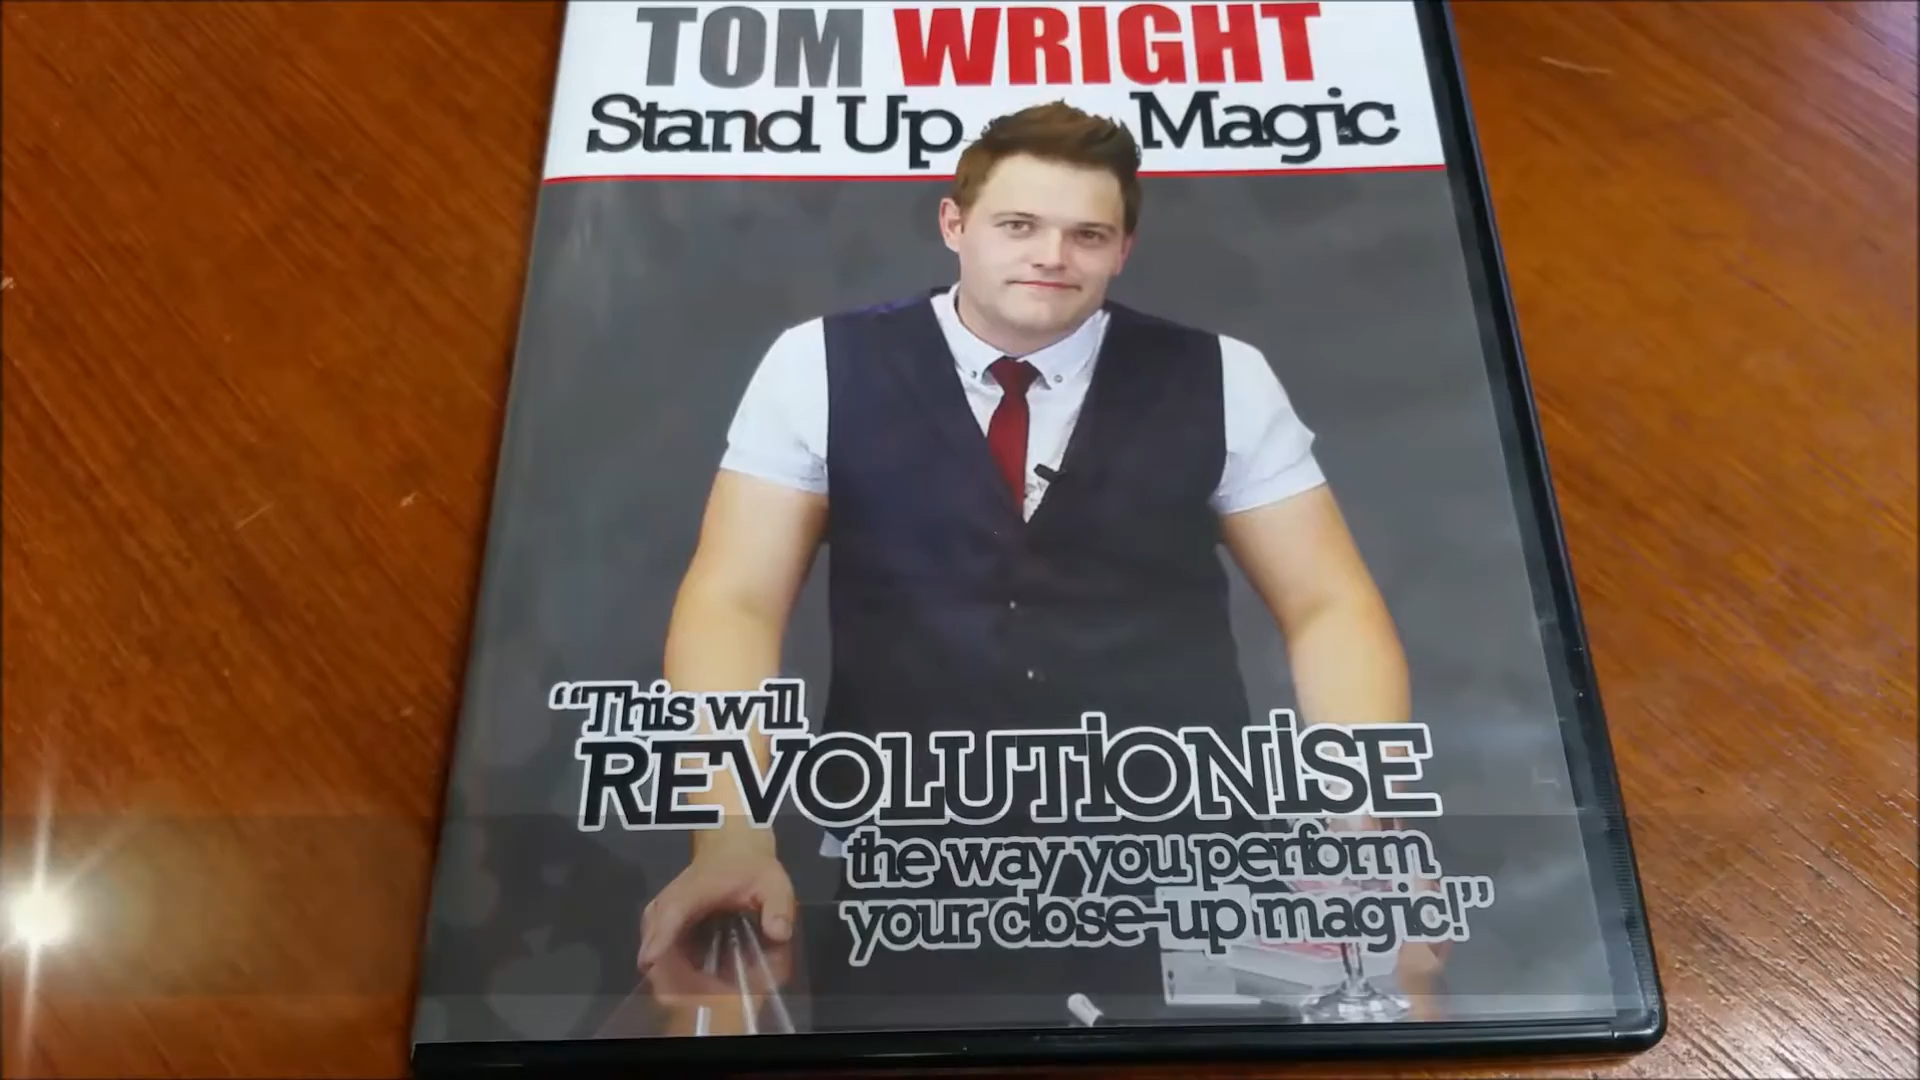 TOM WRIGHT
Stand Up Magic
“This will
REVOLUTIONISE
the way you perform
your close-up magic!”